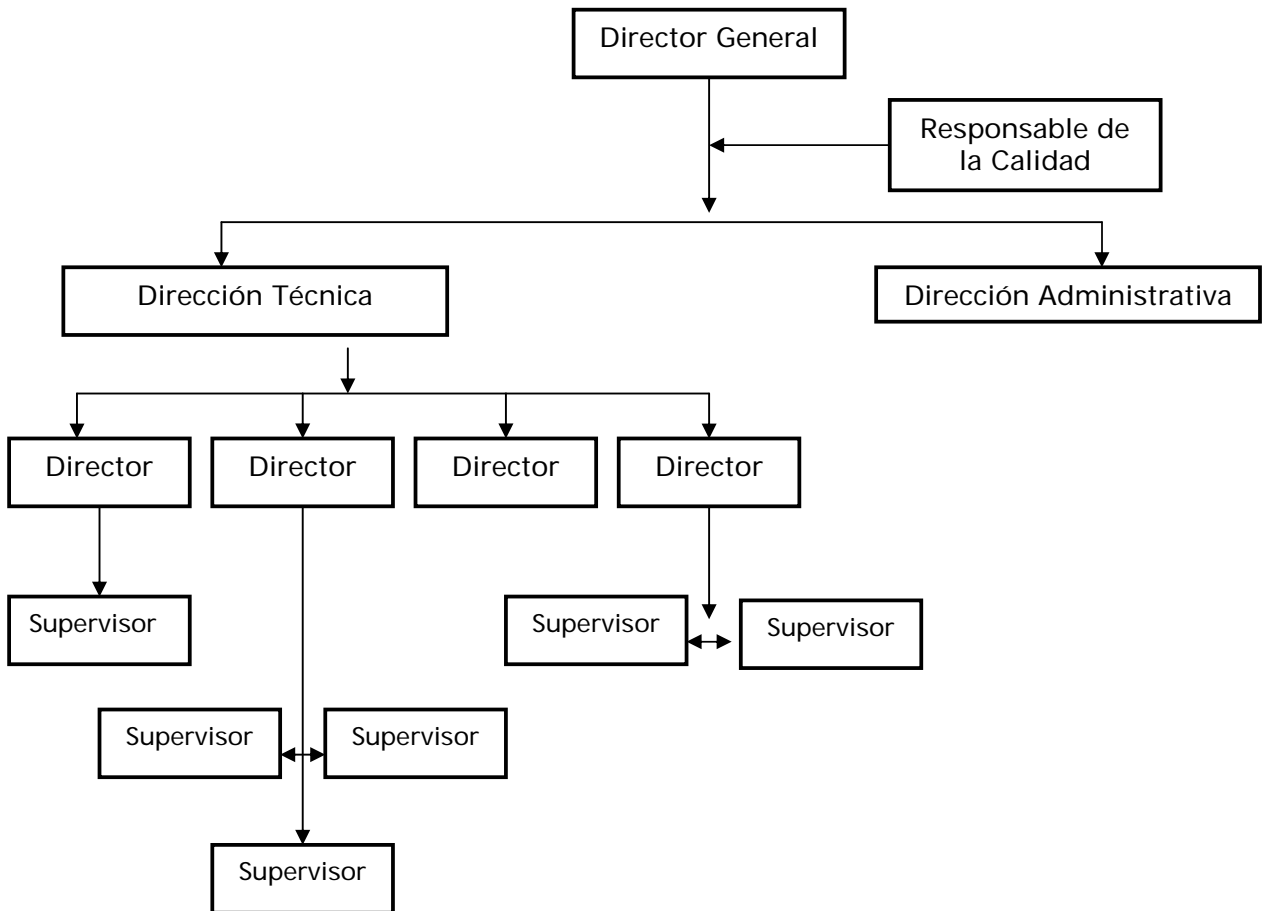 Director General
Responsable de
la Calidad
Dirección Técnica
Dirección Administrativa
Director
Director
Director
Director
Supervisor
Supervisor
Supervisor
Supervisor
Supervisor
Supervisor